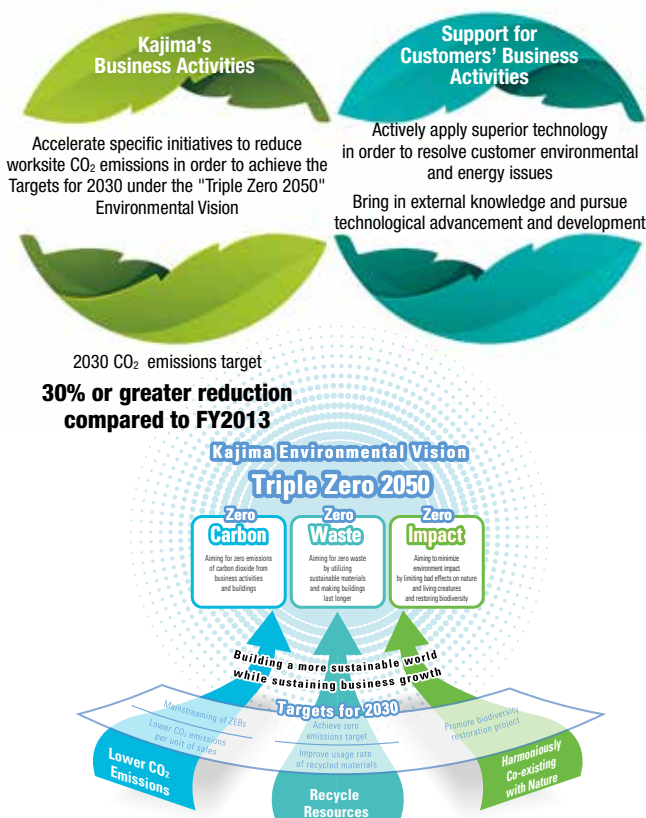 Kajima's
Business Activities
Accelerate specific initiatives to reduce
worksite CO₂ emissions in order to achieve the
Targets for 2030 under the "Triple Zero 2050"
Environmental Vision
Support for
Customers' Business
Activities
Actively apply superior technology
in order to resolve customer environmental
and energy issues
Bring in external knowledge and pursue
technological advancement and development
2030 CO₂ emissions target
30% or greater reduction
compared to FY2013
Kajima Environmental Vision
Triple Zero 2050
Zero
Carbon
Aiming for zero emissions
of carbon dioxide from
business activities
and buildings
Zero
Waste
Aiming for zero waste
by utilizing
sustainable materials
and making buildings
last longer
Zero
Impact
Aiming to minimize
environment impact
by limiting bad effects on nature
and living creatures
and restoring biodiversity
Building a more sustainable world
while sustaining business growth
Targets for 2030
Mainstreaming of ZEBs
Lower CO₂ emissions
per unit of sales
Achieve zero
emissions target
Improve usage rate
of recycled materials
Promote biodiversity
restoration project
Lower CO₂
Emissions
Recycle
Resources
Harmoniously
Co-existing
with Nature